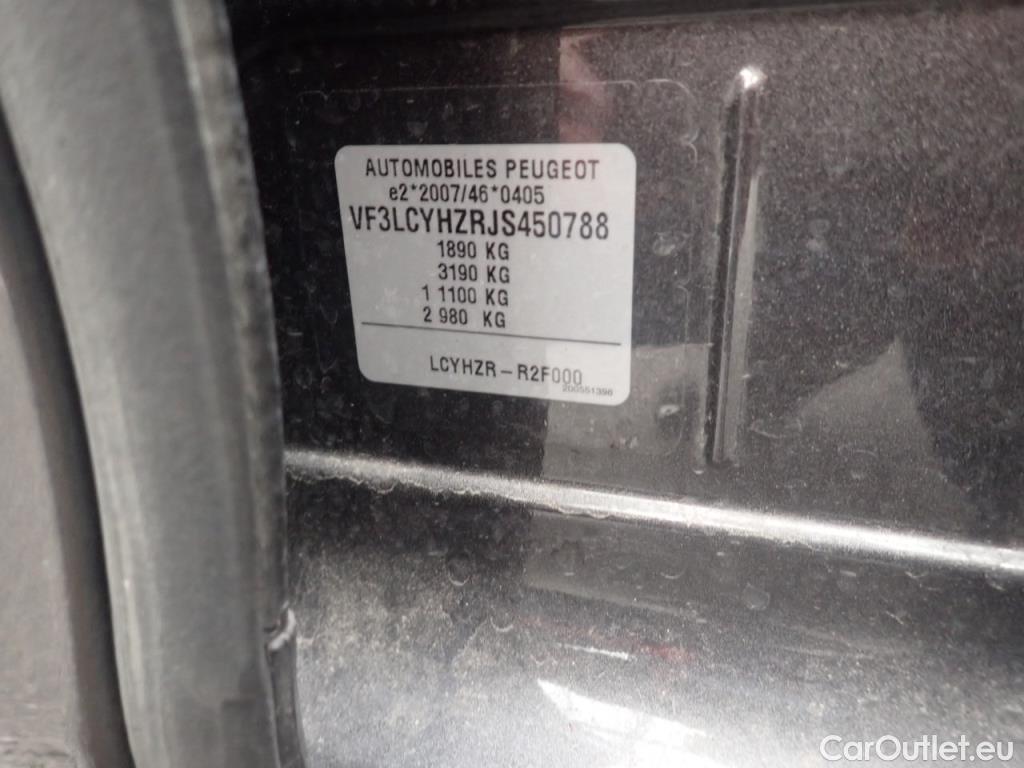 AUTOMOBILES PEUGEOT
e2*2007/46*0405
VF3LCYHZRJS450788
1890 KG
3190 KG
1 1100 KG
2 980 KG
LCYHZR-R2F000
200551396
CarOutlet.eu